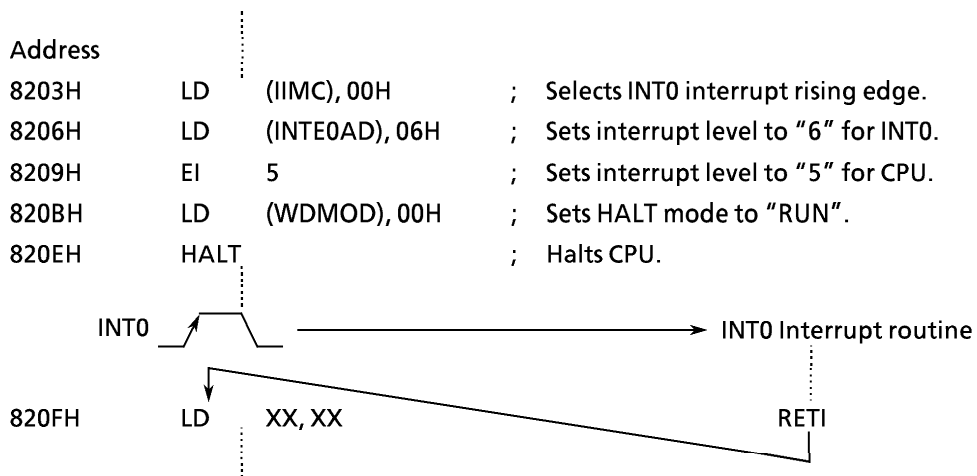 Address
8203H LD (IIMC), 00H ; Selects INT0 interrupt rising edge.
8206H LD (INTE0AD), 06H ; Sets interrupt level to “6” for INT0.
8209H EI 5 ; Sets interrupt level to “5” for CPU.
820BH LD (WDMOD), 00H ; Sets HALT mode to “RUN”.
820EH HALT ; Halts CPU.
INT0 INT0 Interrupt routine
820FH LD XX, XX RETI